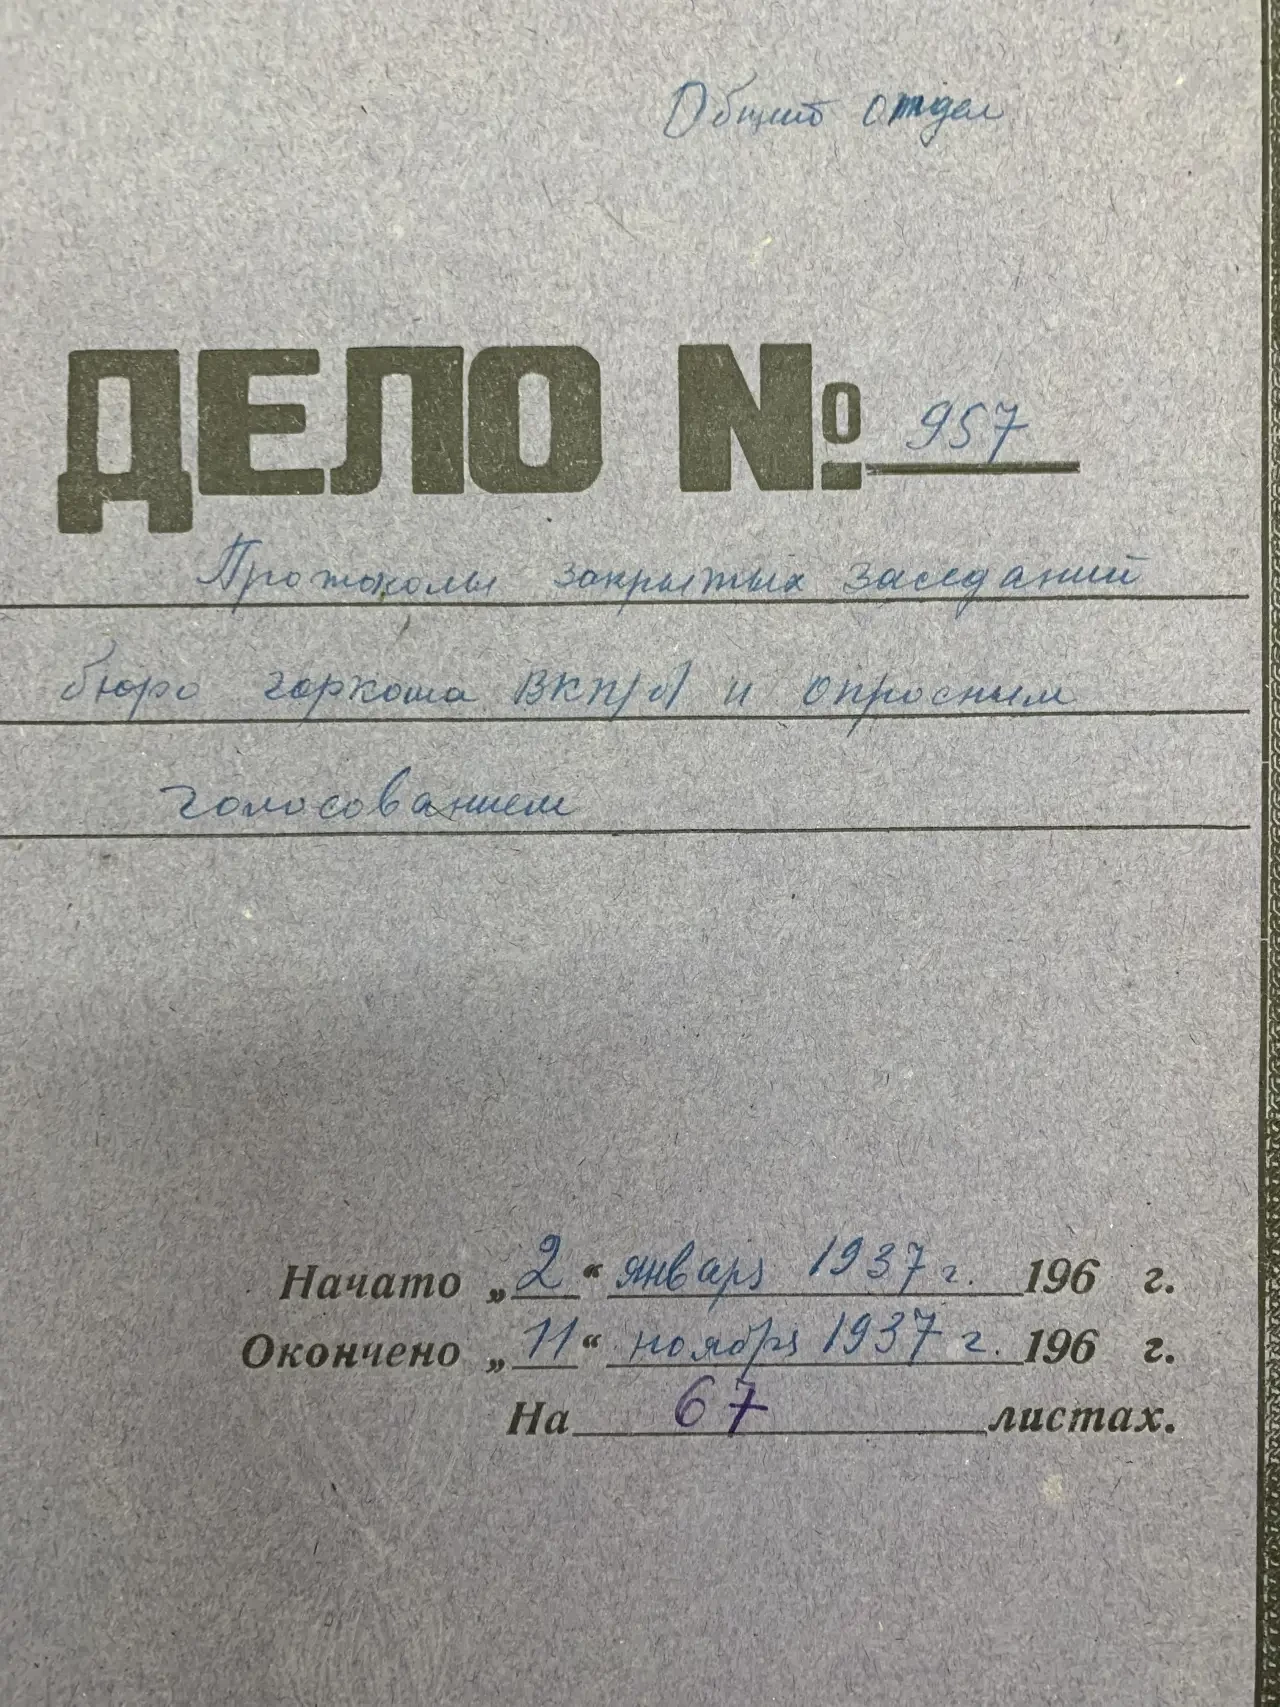 Общий отдел
ДЕЛО № 957
Протоколы закрытых заседаний
бюро горкома ВКП/б/ и опросным
голосованием
Начато „2“ январь 1937 г. 196 г.
Окончено „11“ ноябрь 1937 г. 196 г.
На 67 листах.